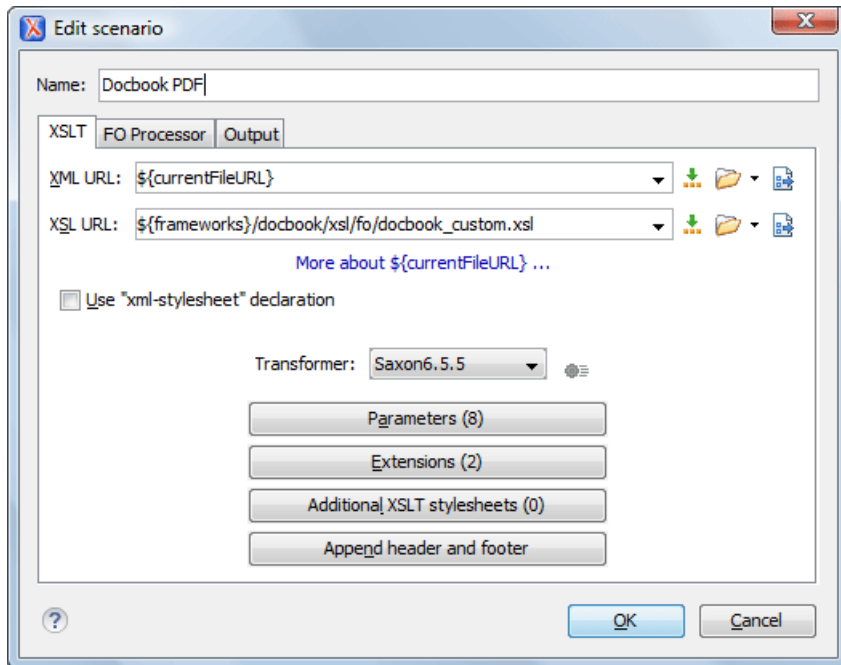 Edit scenario
Name: Docbook PDF
XSLT FO Processor Output
XML URL: ${currentFileURL}
XSL URL: ${frameworks}/docbook/xsl/fo/docbook_custom.xsl
More about ${currentFileURL} ...
Use "xml-stylesheet" declaration
Transformer: Saxon6.5.5
Parameters (8)
Extensions (2)
Additional XSLT stylesheets (0)
Append header and footer
? OK Cancel